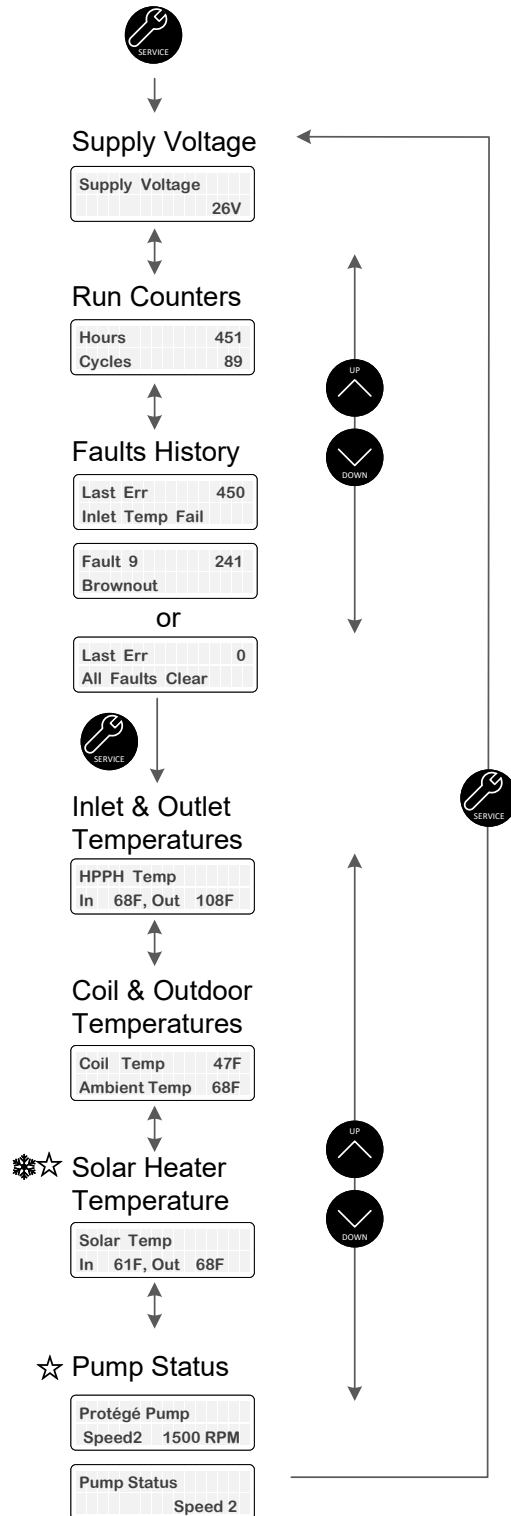 SERVICE
Supply Voltage
Supply Voltage
26V
Run Counters
Hours 451
Cycles 89
UP
DOWN
Faults History
Last Err 450
Inlet Temp Fail
Fault 9 241
Brownout
or
Last Err 0
All Faults Clear
SERVICE
SERVICE
Inlet & Outlet
Temperatures
HPPH Temp
In 68F, Out 108F
Coil & Outdoor
Temperatures
Coil Temp 47F
Ambient Temp 68F
UP
DOWN
Solar Heater
Temperature
Solar Temp
In 61F, Out 68F
Pump Status
Protégé Pump
Speed2 1500 RPM
Pump Status
Speed 2